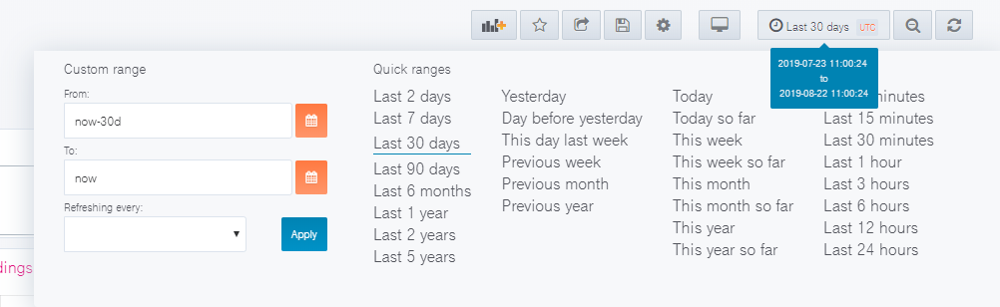 Last 30 days UTC
2019-07-23 11:00:24
to
2019-08-22 11:00:24
Custom range
From:
now-30d
To:
now
Refreshing every:
Apply
Quick ranges
Last 2 days
Last 7 days
Last 30 days
Last 90 days
Last 6 months
Last 1 year
Last 2 years
Last 5 years
Yesterday
Day before yesterday
This day last week
Previous week
Previous month
Previous year
Today
Today so far
This week
This week so far
This month
This month so far
This year
This year so far
minutes
Last 15 minutes
Last 30 minutes
Last 1 hour
Last 3 hours
Last 6 hours
Last 12 hours
Last 24 hours
dings